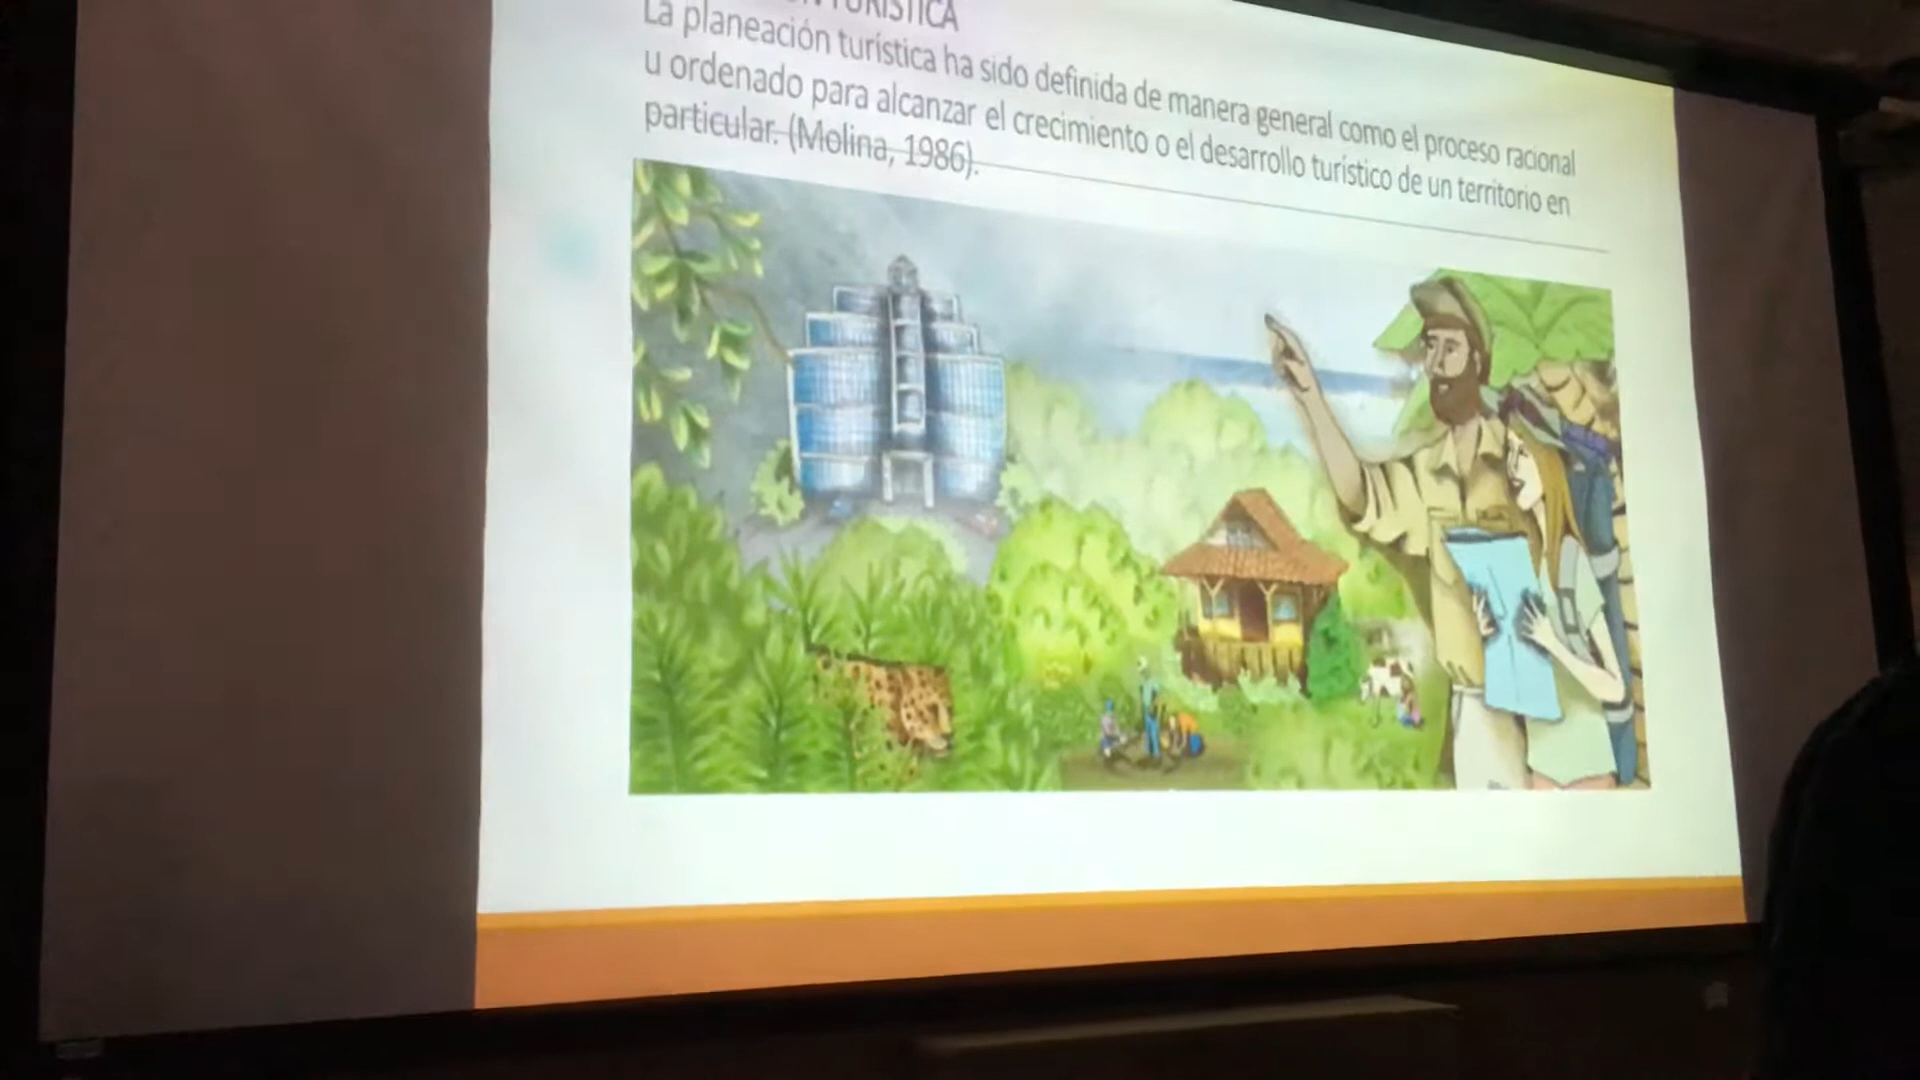 TURÍSTICA
La planeación turística ha sido definida de manera general como el proceso racional
u ordenado para alcanzar el crecimiento o el desarrollo turístico de un territorio en
particular. (Molina, 1986).